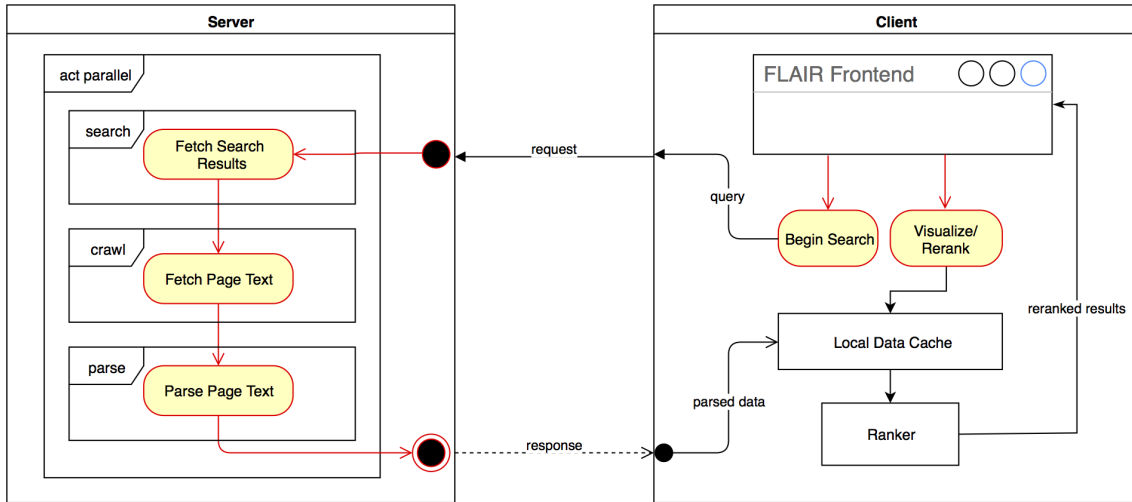 Server
act parallel
search
Fetch Search
Results
crawl
Fetch Page Text
parse
Parse Page Text
request
response
Client
FLAIR Frontend
query
Begin Search
Visualize/
Rerank
reranked results
Local Data Cache
parsed data
Ranker